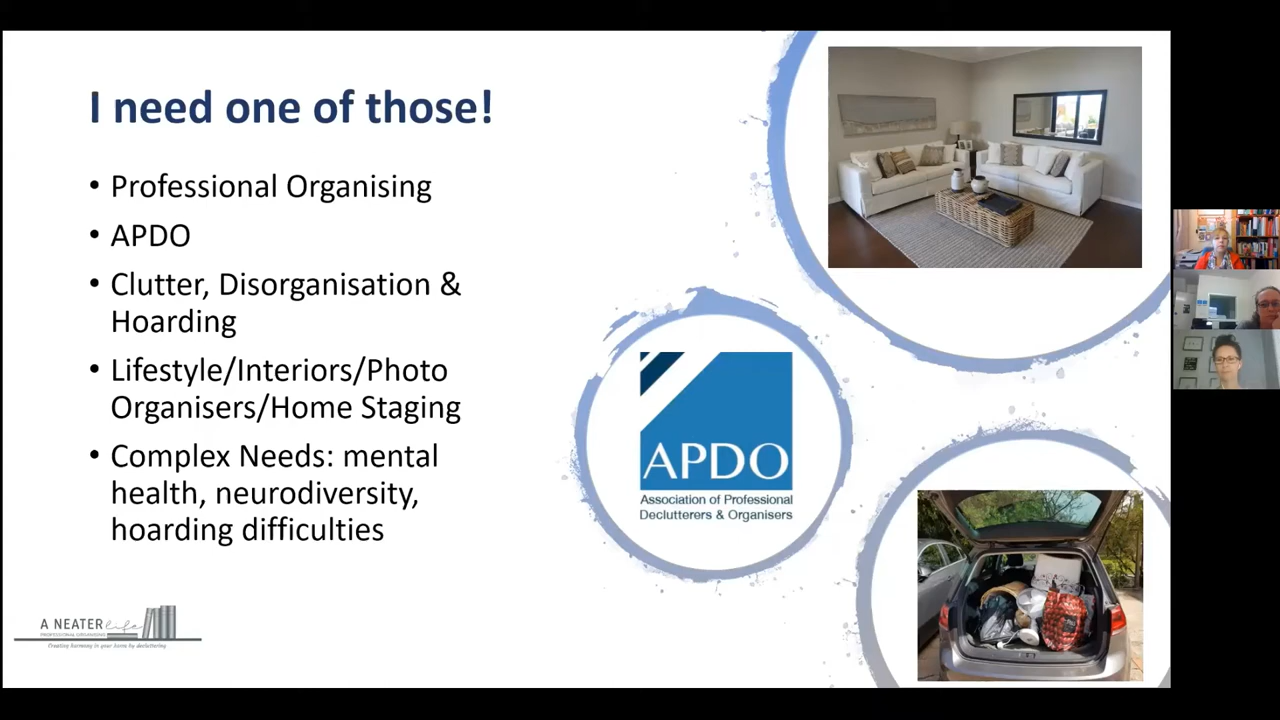 I need one of those!
• Professional Organising
• APDO
• Clutter, Disorganisation &
Hoarding
• Lifestyle/Interiors/Photo
Organisers/Home Staging
• Complex Needs: mental
health, neurodiversity,
hoarding difficulties
APDO
Association of Professional
Declutterers & Organisers
A NEATER life
PROFESSIONAL ORGANISING
Creating harmony in your home by decluttering